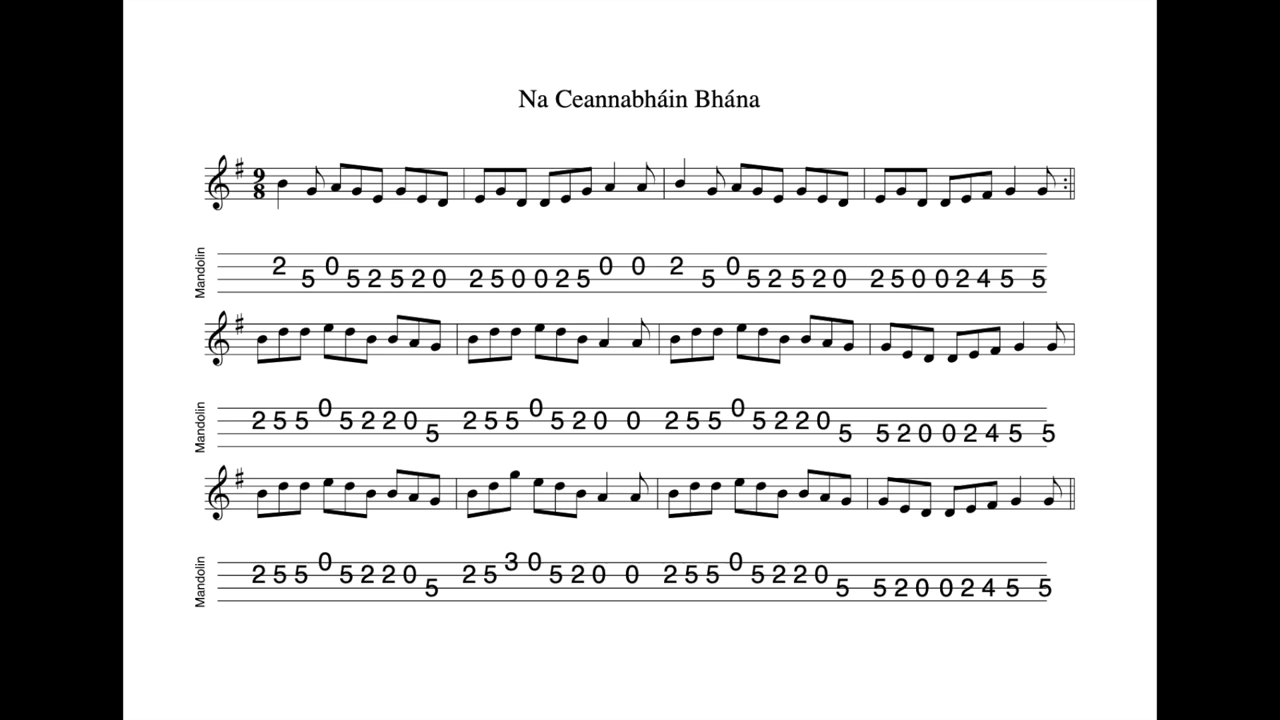 Na Ceannabháin Bhána
9
8
Mandolin
2 5 0 5 2 5 2 0 2 5 0 0 2 5 0 0 2 5 0 5 2 5 2 0 2 5 0 0 2 4 5 5
Mandolin
2 5 5 0 5 2 2 0 5 2 5 5 0 5 2 0 0 2 5 5 0 5 2 2 0 5 5 2 0 0 2 4 5 5
Mandolin
2 5 5 0 5 2 2 0 5 2 5 3 0 5 2 0 0 2 5 5 0 5 2 2 0 5 5 2 0 0 2 4 5 5